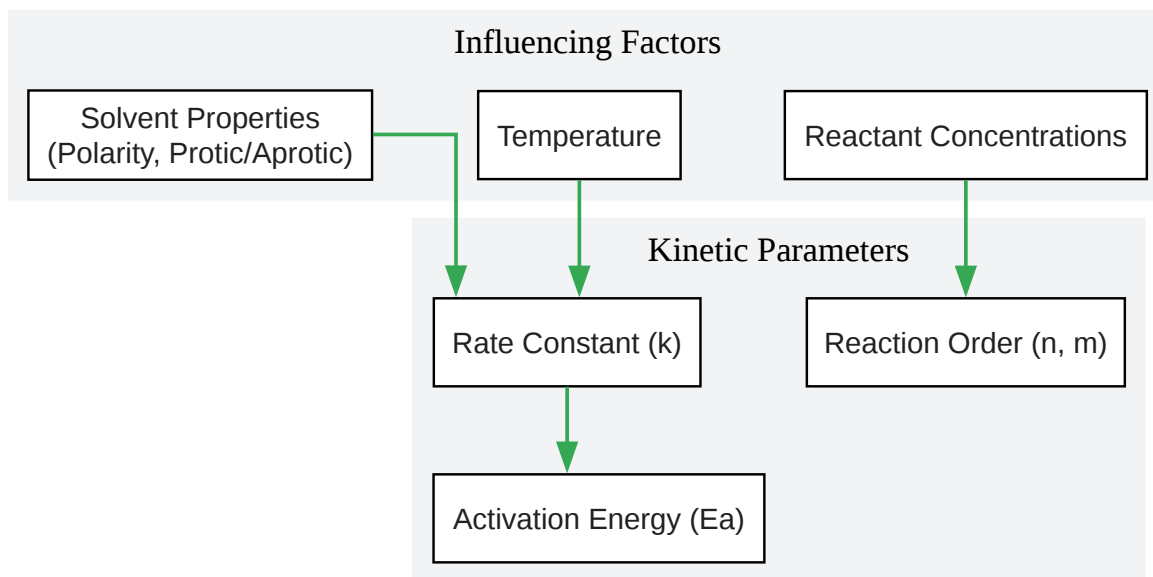 Influencing Factors
Solvent Properties
(Polarity, Protic/Aprotic)
Temperature
Reactant Concentrations
Kinetic Parameters
Rate Constant (k)
Reaction Order (n, m)
Activation Energy (Ea)